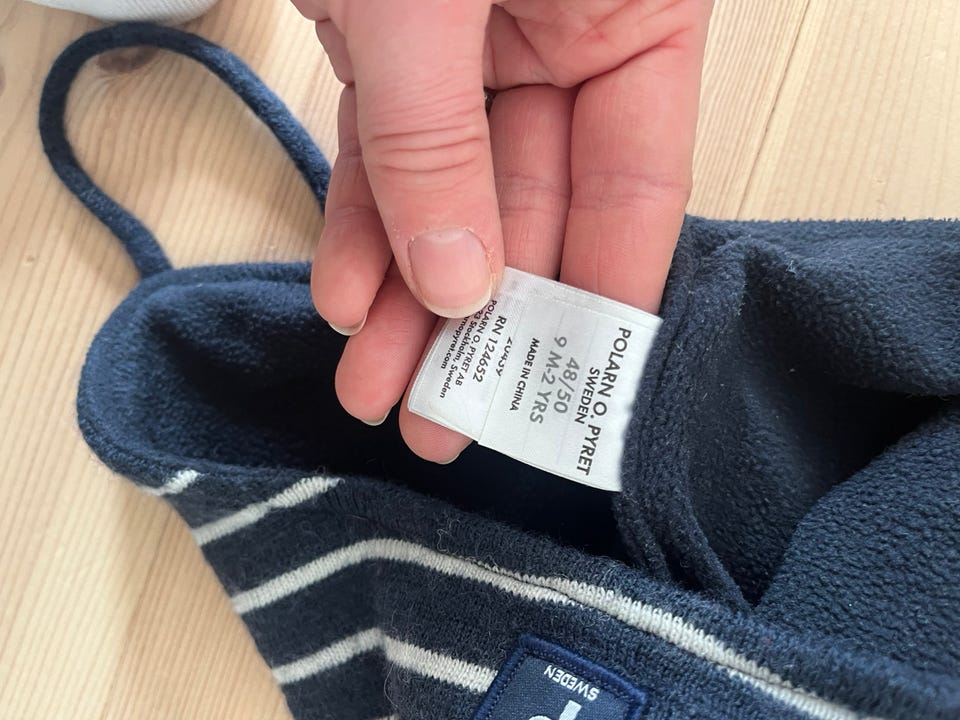 POLARN O. PYRET
SWEDEN
48/50
9 M-2 YRS
MADE IN CHINA
RN 124652
POLARN O. PYRET AB
Stockholm, Sweden
SWEDEN